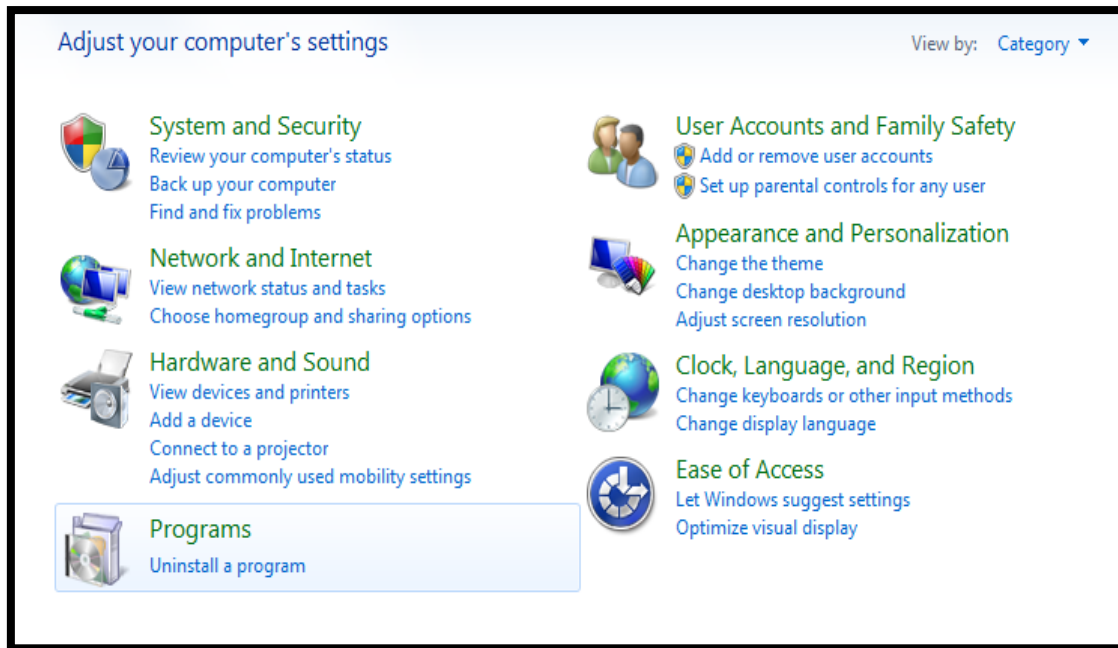 Adjust your computer's settings
View by: Category
System and Security
Review your computer's status
Back up your computer
Find and fix problems
Network and Internet
View network status and tasks
Choose homegroup and sharing options
Hardware and Sound
View devices and printers
Add a device
Connect to a projector
Adjust commonly used mobility settings
Programs
Uninstall a program
User Accounts and Family Safety
Add or remove user accounts
Set up parental controls for any user
Appearance and Personalization
Change the theme
Change desktop background
Adjust screen resolution
Clock, Language, and Region
Change keyboards or other input methods
Change display language
Ease of Access
Let Windows suggest settings
Optimize visual display